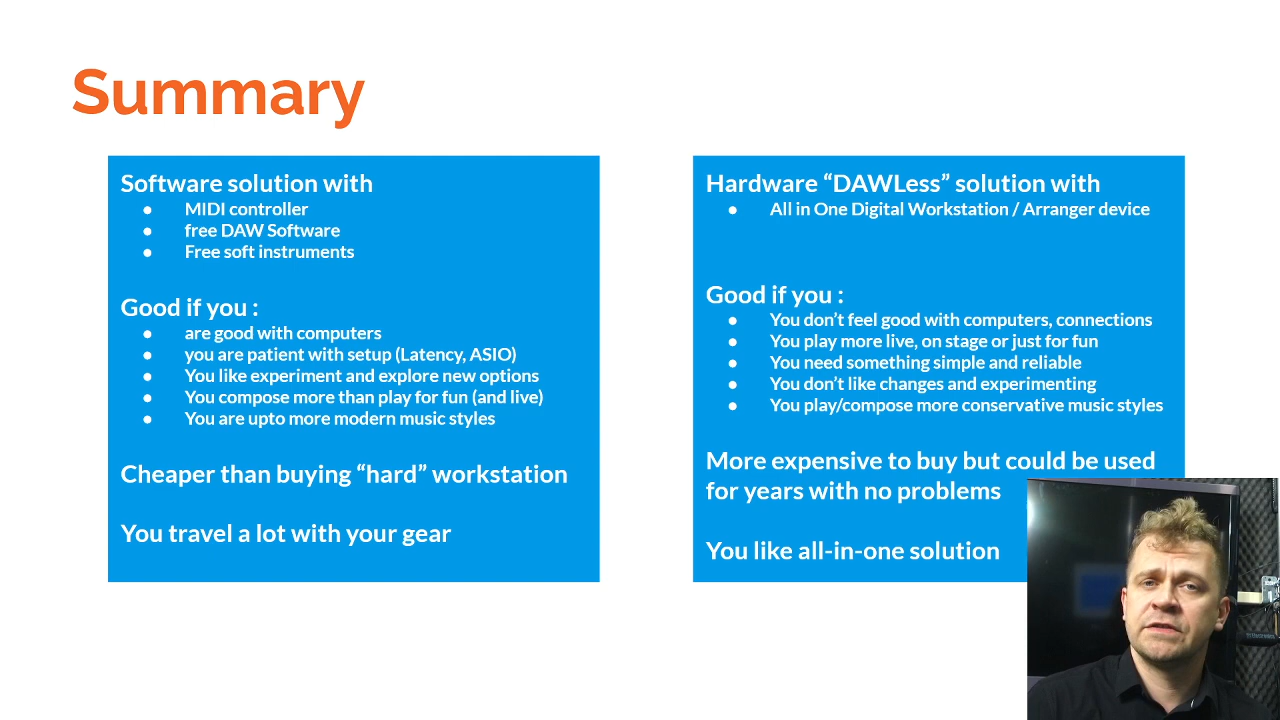 Summary
Software solution with
● MIDI controller
● free DAW Software
● Free soft instruments
Good if you :
● are good with computers
● you are patient with setup (Latency, ASIO)
● You like experiment and explore new options
● You compose more than play for fun (and live)
● You are upto more modern music styles
Cheaper than buying “hard” workstation
You travel a lot with your gear
Hardware “DAWLess” solution with
● All in One Digital Workstation / Arranger device
Good if you :
● You don’t feel good with computers, connections
● You play more live, on stage or just for fun
● You need something simple and reliable
● You don’t like changes and experimenting
● You play/compose more conservative music styles
More expensive to buy but could be used
for years with no problems
You like all-in-one solution